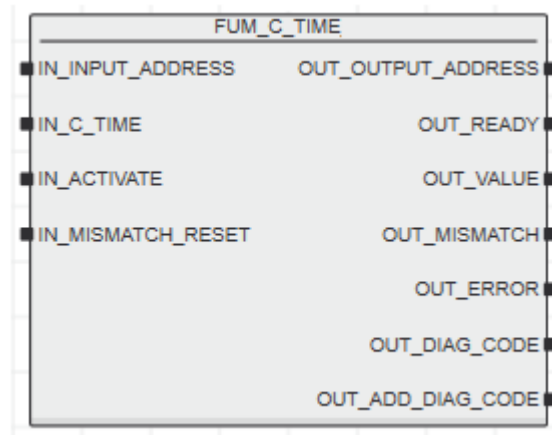 FUM_C_TIME
IN_INPUT_ADDRESS OUT_OUTPUT_ADDRESS
IN_C_TIME OUT_READY
IN_ACTIVATE OUT_VALUE
IN_MISMATCH_RESET OUT_MISMATCH
OUT_ERROR
OUT_DIAG_CODE
OUT_ADD_DIAG_CODE